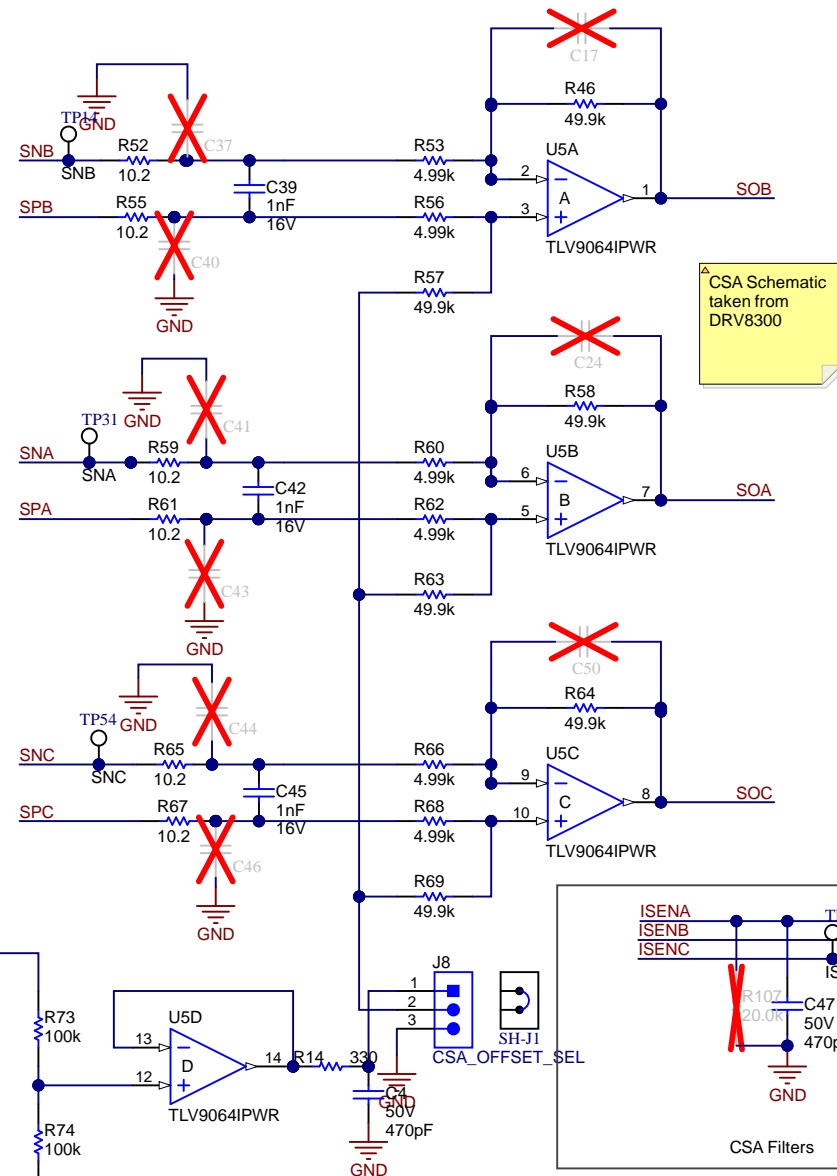 C17
R46
49.9k
TP14
GND
C37
SNB
SNB
R52
10.2
R53
4.99k
U5A
2
A
1
SOB
C39
1nF
16V
SPB
R55
10.2
R56
4.99k
3
TLV9064IPWR
C40
GND
R57
49.9k
CSA Schematic
taken from
DRV8300
C24
R58
49.9k
GND
C41
TP31
SNA
SNA
R59
10.2
R60
4.99k
U5B
6
B
7
SOA
C42
1nF
16V
SPA
R61
10.2
R62
4.99k
5
TLV9064IPWR
C43
GND
R63
49.9k
C50
R64
49.9k
GND
C44
TP54
SNC
SNC
R65
10.2
R66
4.99k
U5C
9
C
8
SOC
C45
1nF
16V
SPC
R67
10.2
R68
4.99k
10
TLV9064IPWR
C46
GND
R69
49.9k
ISENA
ISENB
ISENC
R107
20.0k
C47
50V
GND
CSA Filters
J8
1
2
3
CSA_OFFSET_SEL
SH-J1
R73
100k
R74
100k
U5D
13
D
14
12
TLV9064IPWR
R14
330
GND
C4
50V
470pF
GND